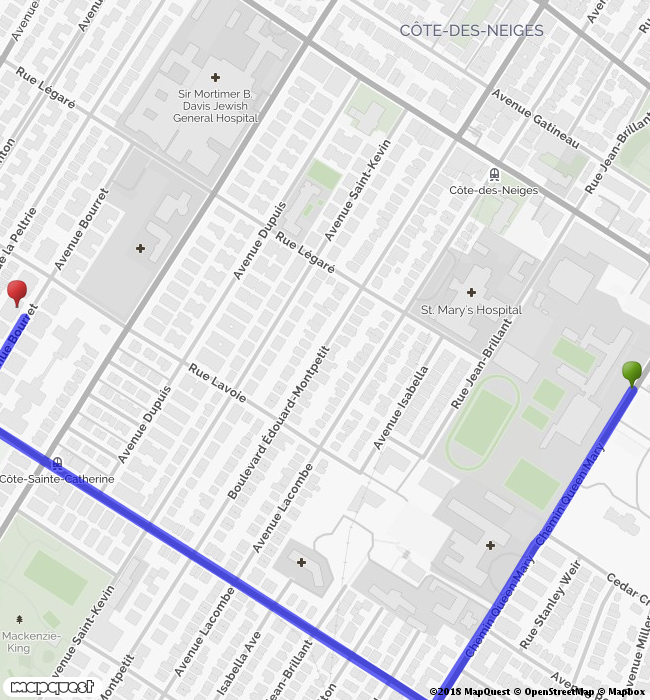 CÔTE-DES-NEIGES
Avenue
Rue Légaré
Sir Mortimer B.
Davis Jewish
General Hospital
Avenue Gatineau
Rue Jean-Brillant
Avenue Saint-Kevin
Côte-des-Neiges
Avenue Bourret
de la Peltrie
Avenue Dupuis
Rue Légaré
St. Mary's Hospital
Rue Jean-Brillant
nue Bourret
Rue Lavoie
Boulevard Édouard-Montpetit
Avenue Isabella
Avenue Dupuis
Chemin Queen Mary
Côte-Sainte-Catherine
Avenue Lacombe
Chemin Queen Mary
Rue Stanley Weir
Cedar Cr
Mackenzie-
King
venue Saint-Kevin
Avenue Lacombe
Isabella Ave
Jean-Brillant
Avenue Miller
Montpetit
mapquest
©2018 MapQuest © OpenStreetMap © Mapbox